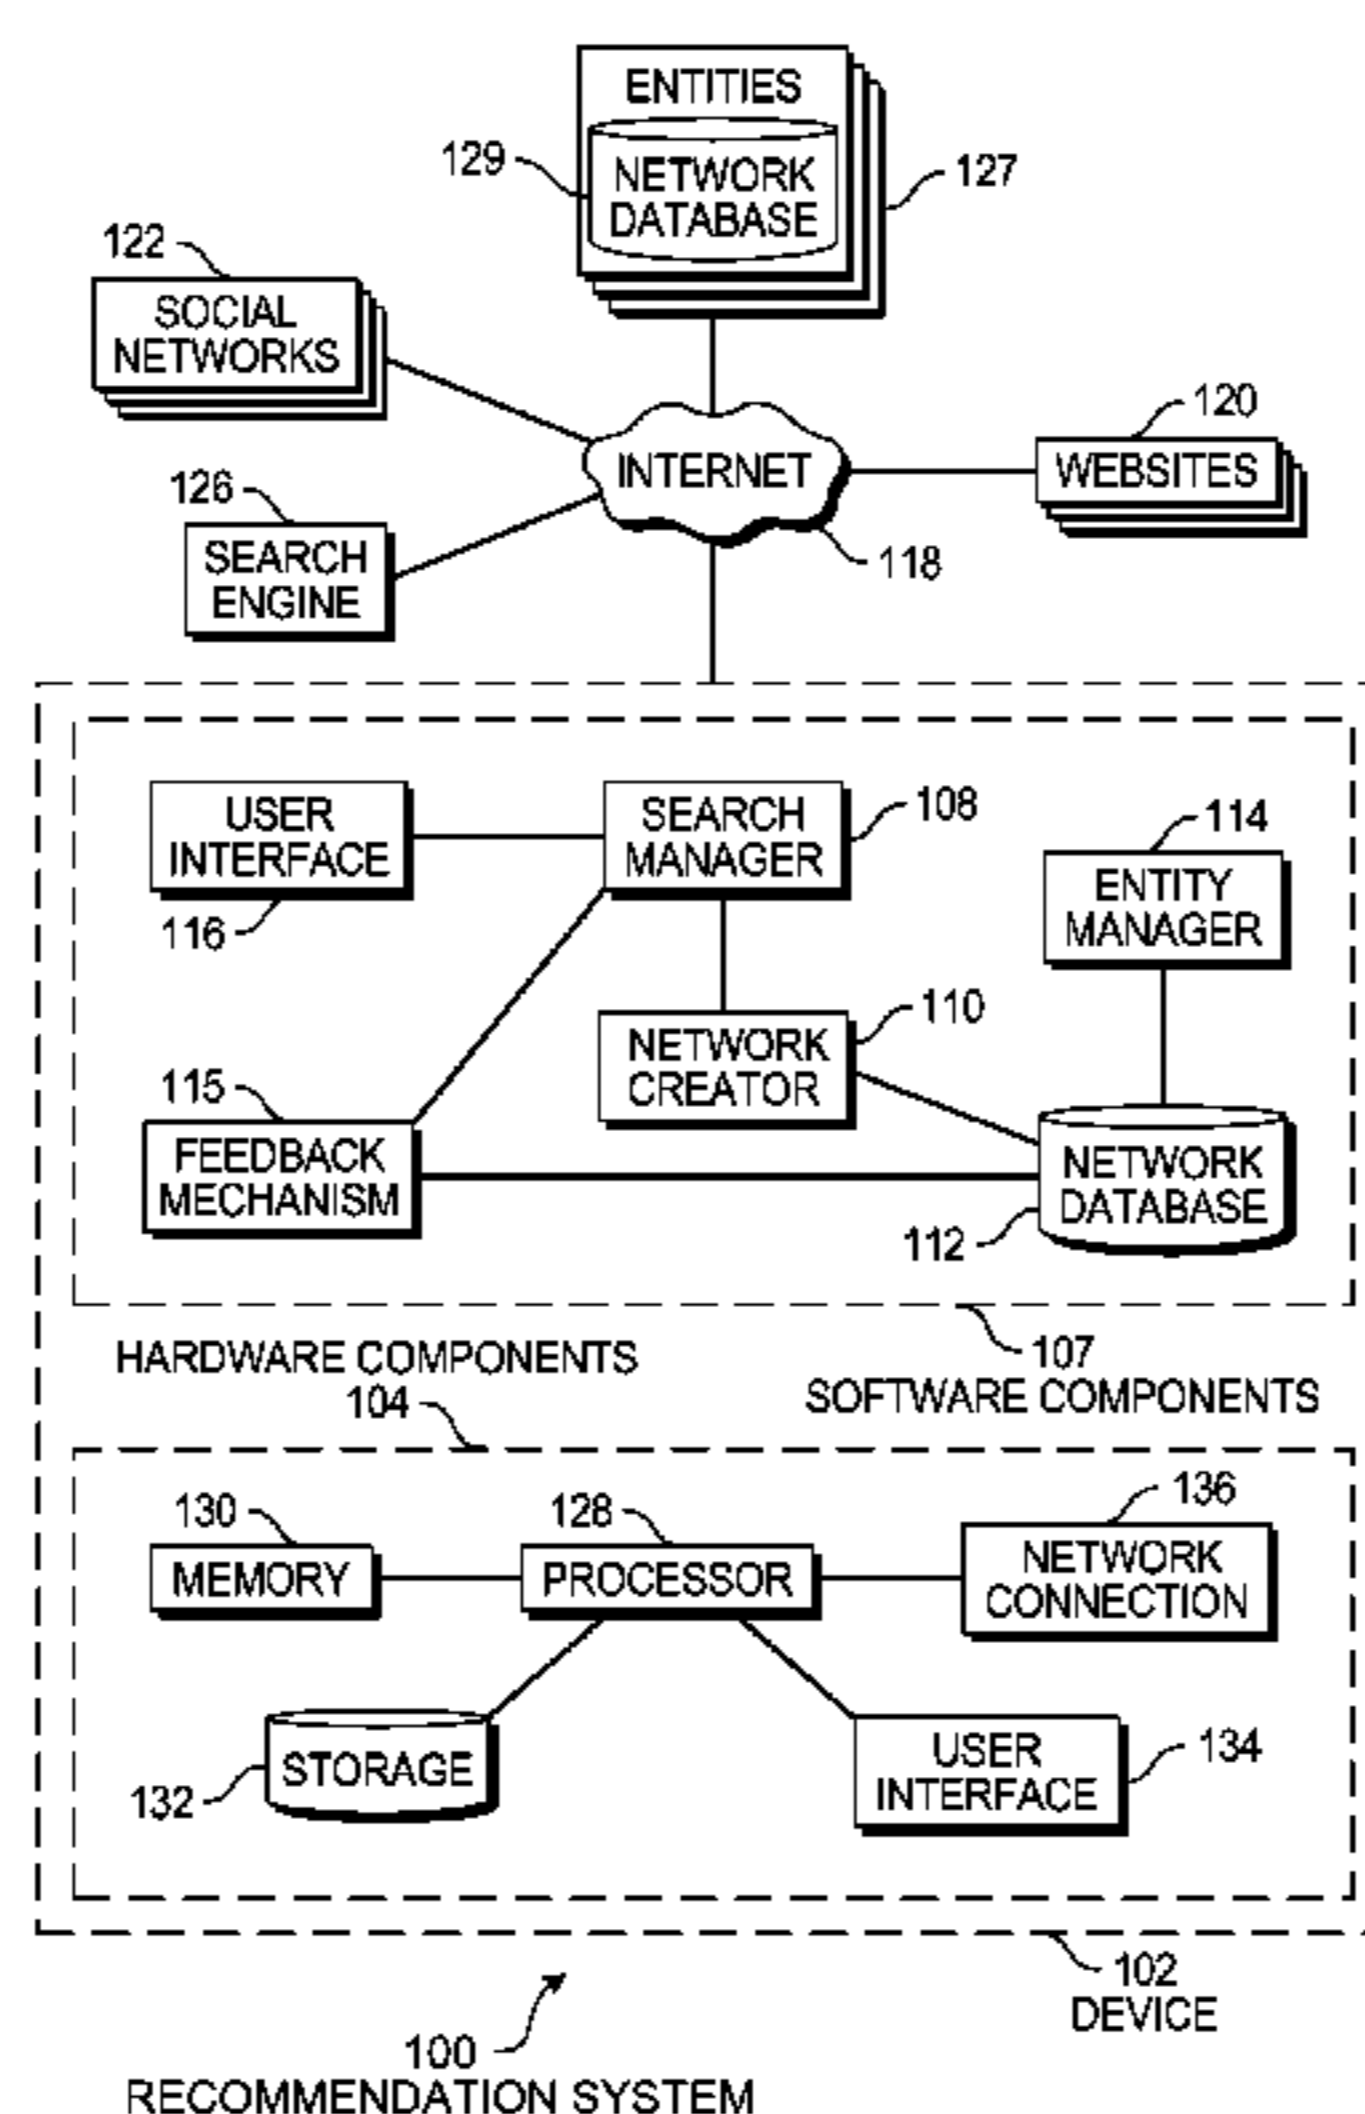 ENTITIES
129
NETWORK
DATABASE
127
122
SOCIAL
NETWORKS
120
INTERNET
WEBSITES
126
118
SEARCH
ENGINE
USER
INTERFACE
116
SEARCH
MANAGER
108
114
ENTITY
MANAGER
110
NETWORK
CREATOR
115
FEEDBACK
MECHANISM
NETWORK
DATABASE
112
107
SOFTWARE COMPONENTS
HARDWARE COMPONENTS
104
130
MEMORY
128
PROCESSOR
136
NETWORK
CONNECTION
STORAGE
132
USER
INTERFACE
134
102
DEVICE
100
RECOMMENDATION SYSTEM